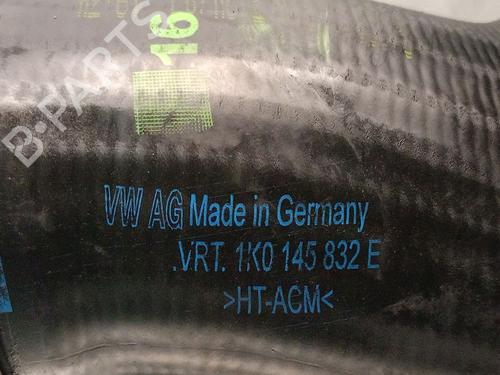 16
B-PARTS
VW AG Made in Germany
.VRT. 1K0 145 832 E
>HT-ACM<